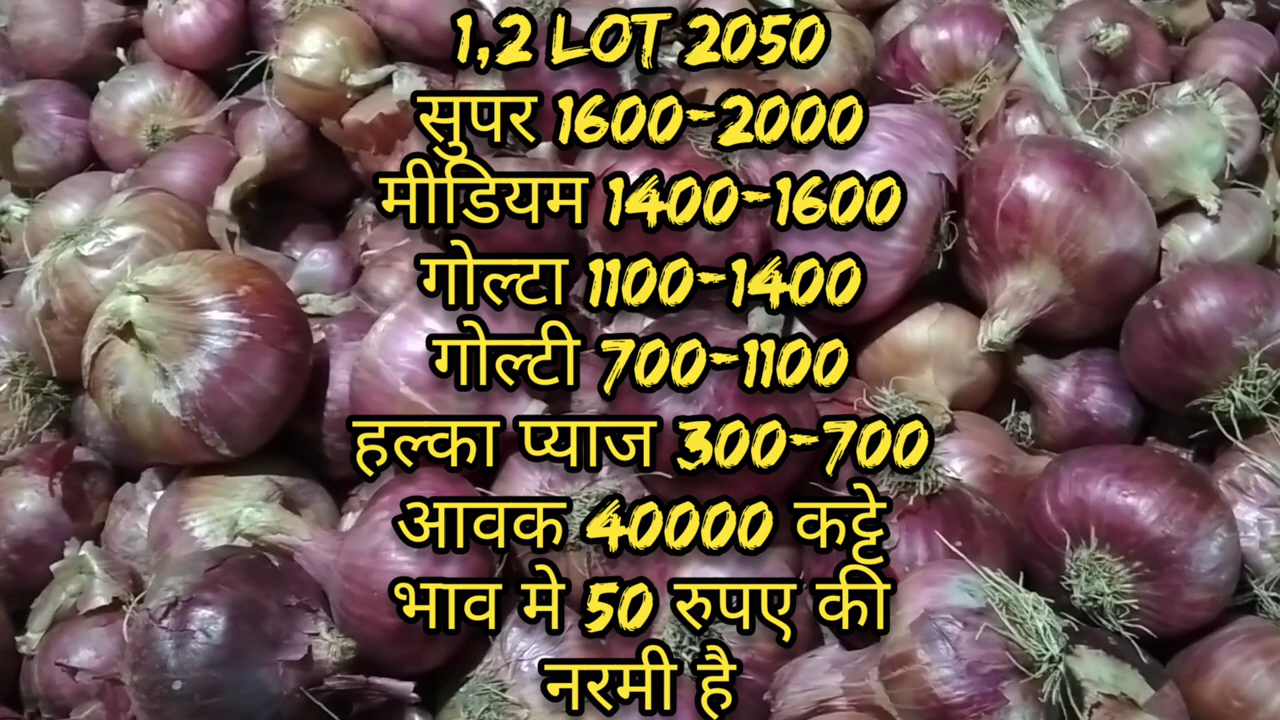 1,2 LOT 2050
सुपर 1600-2000
मीडियम 1400-1600
गोल्टा 1100-1400
गोल्टी 700-1100
हल्का प्याज 300-700
आवक 40000 कट्टे
भाव मे 50 रुपए की
नरमी है